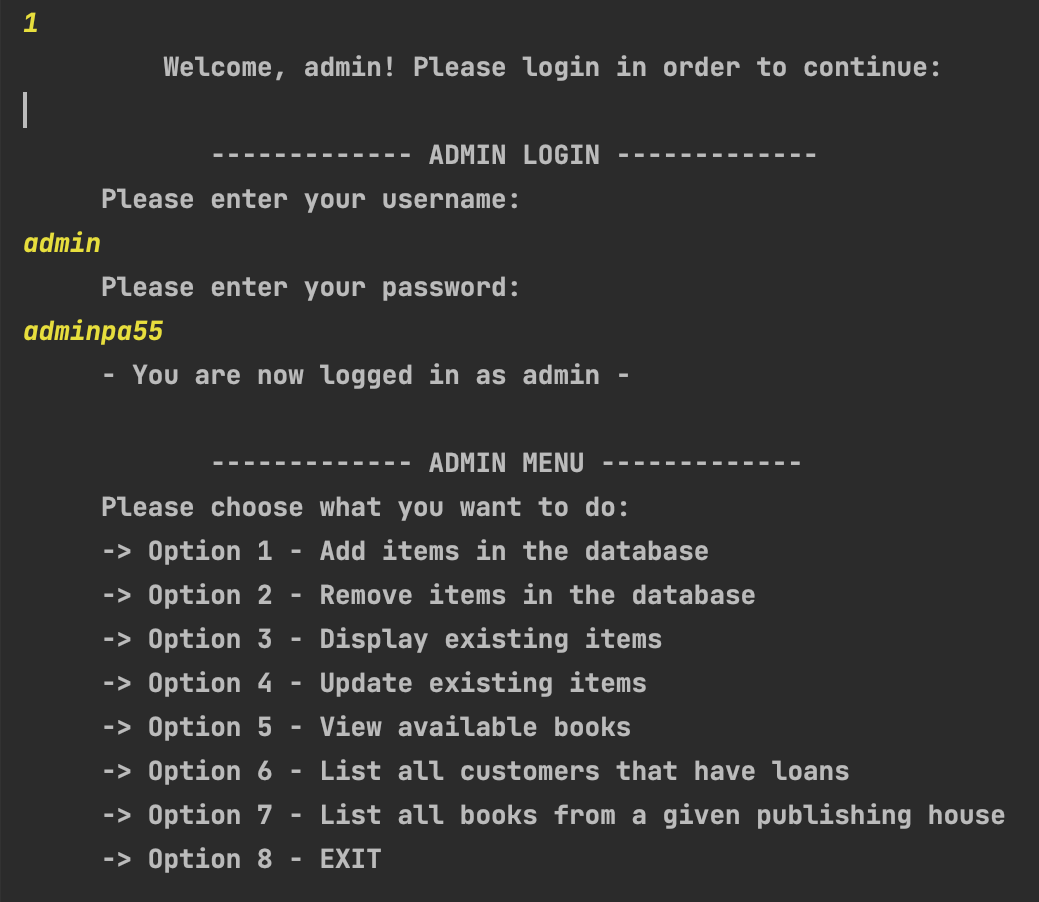 1
Welcome, admin! Please login in order to continue:
------------- ADMIN LOGIN -------------
Please enter your username:
admin
Please enter your password:
adminpa55
- You are now logged in as admin -
------------- ADMIN MENU -------------
Please choose what you want to do:
-> Option 1 - Add items in the database
-> Option 2 - Remove items in the database
-> Option 3 - Display existing items
-> Option 4 - Update existing items
-> Option 5 - View available books
-> Option 6 - List all customers that have loans
-> Option 7 - List all books from a given publishing house
-> Option 8 - EXIT